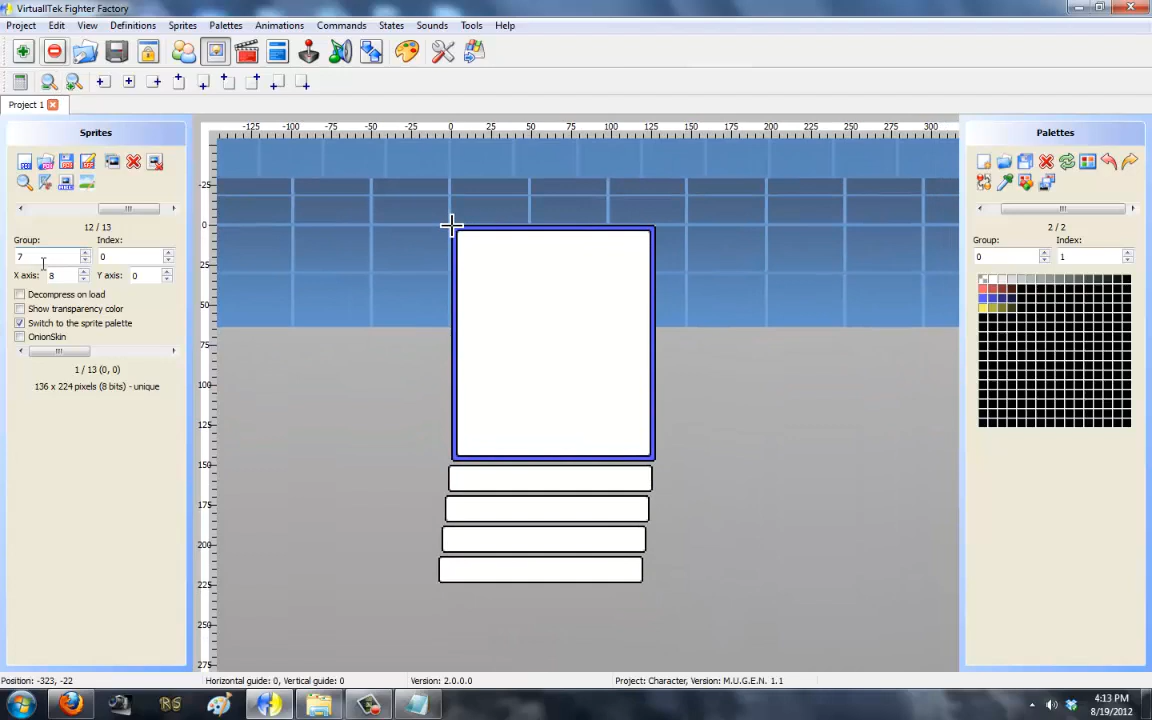 VirtuallTek Fighter Factory
Project Edit View Definitions Sprites Palettes Animations Commands States Sounds Tools Help
Project 1
Sprites
12 / 13
Group: Index:
7 0
X axis: 8 Y axis: 0
Decompress on load
Show transparency color
Switch to the sprite palette
OnionSkin
1 / 13 (0, 0)
136 x 224 pixels (8 bits) - unique
-125 -100 -75 -50 -25 0 25 50 75 100 125 150 175 200 225 250 275 300
-25
0
25
50
75
100
125
150
175
200
225
250
275
Palettes
2 / 2
Group: Index:
0 1
Position: -323, -22 Horizontal guide: 0, Vertical guide: 0 Version: 2.0.0.0 Project: Character, Version: M.U.G.E.N. 1.1
RS
4:13 PM
8/19/2012